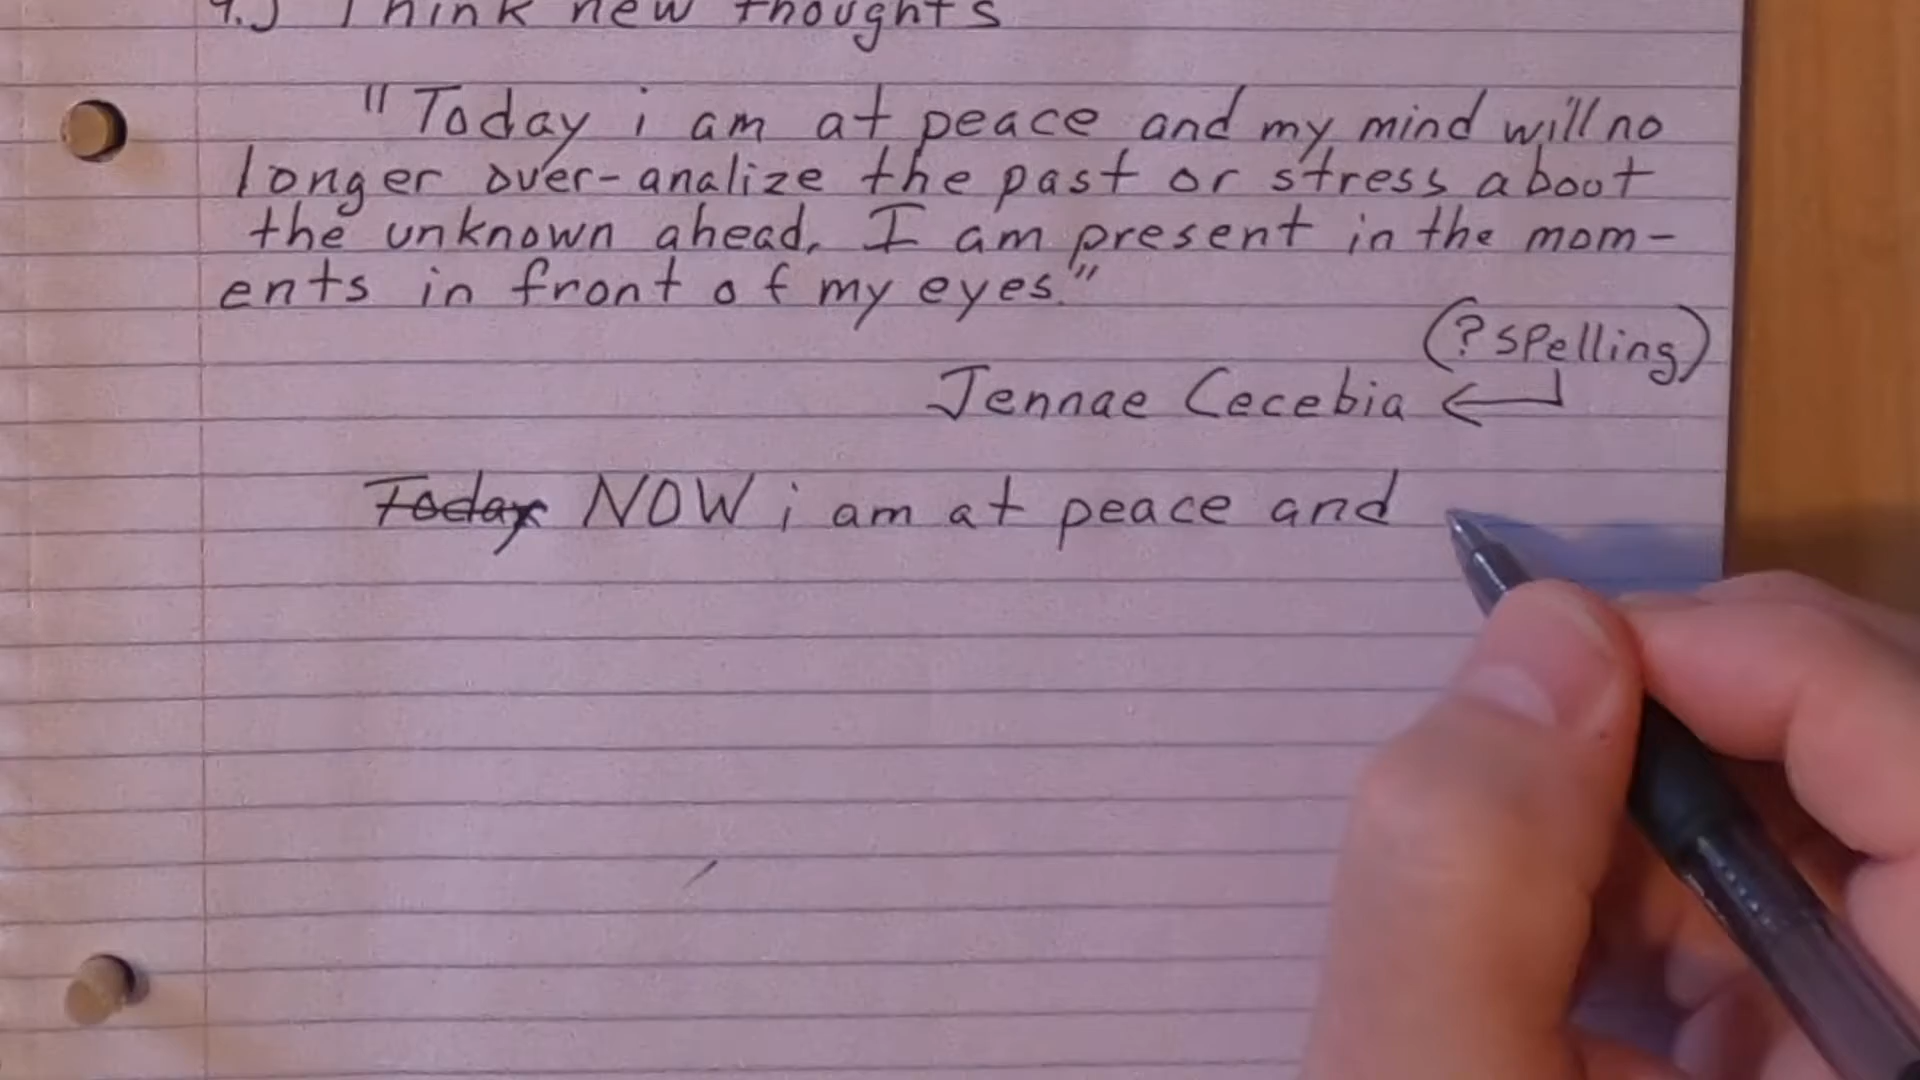 4.) Think new thoughts
"Today i am at peace and my mind will no
longer over-analize the past or stress about
the unknown ahead. I am present in the mom-
ents in front of my eyes."
(? spelling)
Jennae Cecebia ←
Today NOW i am at peace and